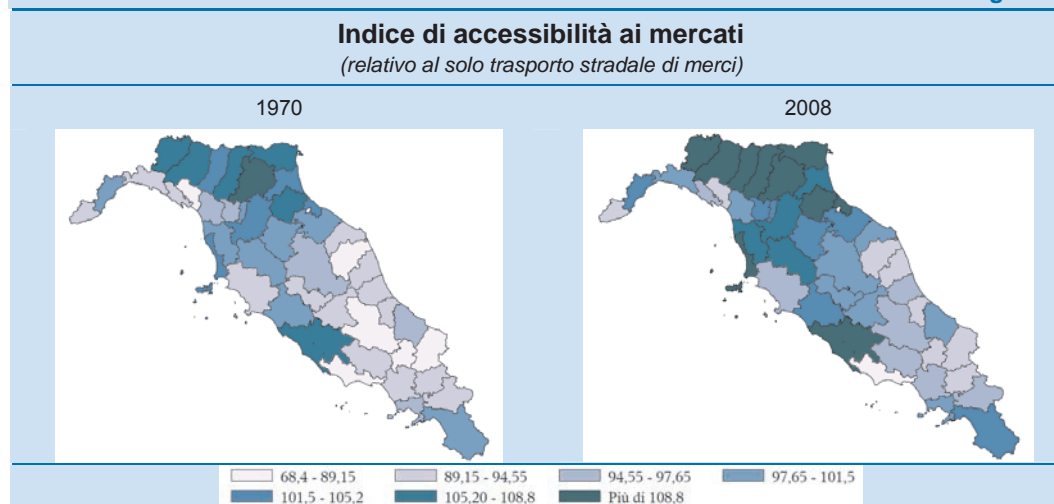 Indice di accessibilità ai mercati
(relativo al solo trasporto stradale di merci)
1970
2008
68,4 - 89,15
89,15 - 94,55
94,55 - 97,65
97,65 - 101,5
101,5 - 105,2
105,20 - 108,8
Più di 108.8